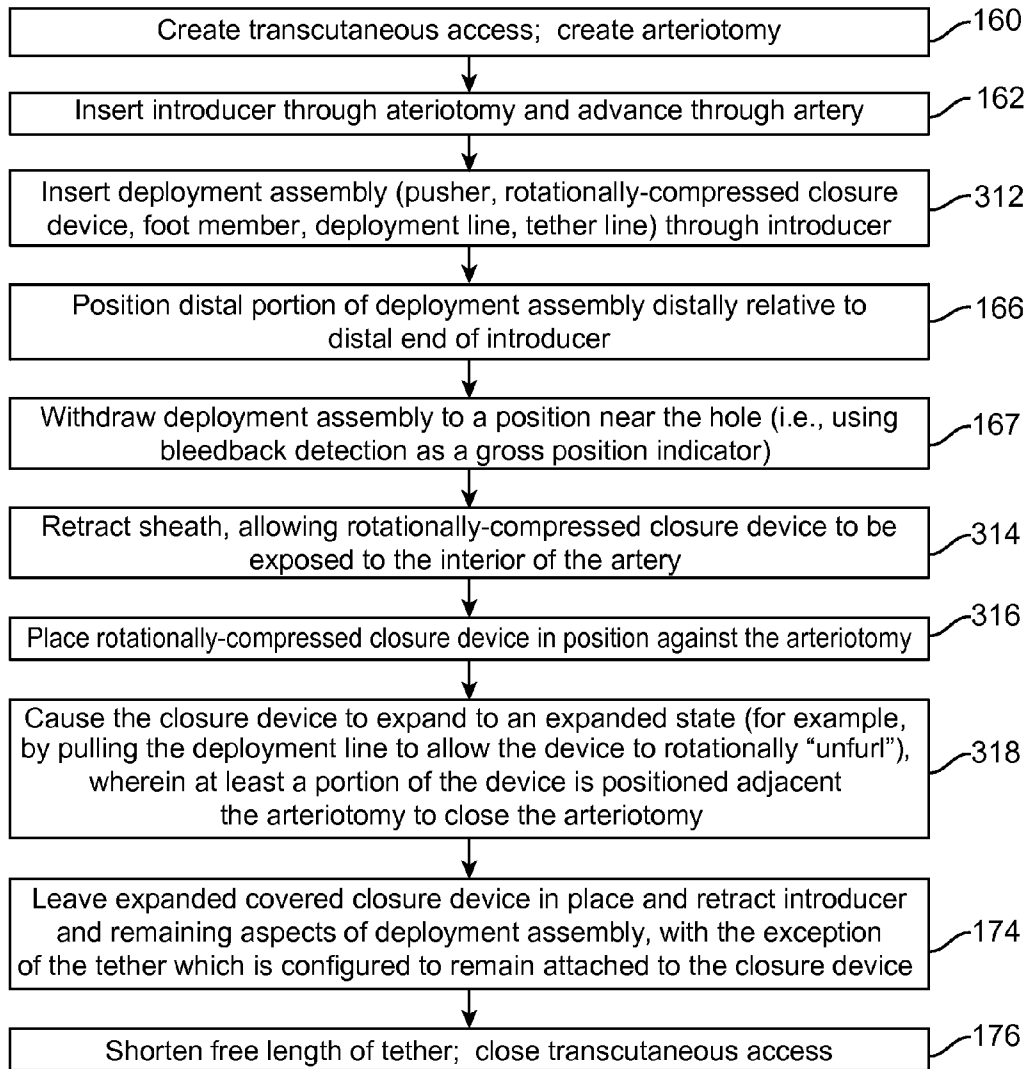 Create transcutaneous access; create arteriotomy
160
Insert introducer through ateriotomy and advance through artery
162
Insert deployment assembly (pusher, rotationally-compressed closure
device, foot member, deployment line, tether line) through introducer
312
Position distal portion of deployment assembly distally relative to
distal end of introducer
166
Withdraw deployment assembly to a position near the hole (i.e., using
bleedback detection as a gross position indicator)
167
Retract sheath, allowing rotationally-compressed closure device to be
exposed to the interior of the artery
314
Place rotationally-compressed closure device in position against the arteriotomy
316
Cause the closure device to expand to an expanded state (for example,
by pulling the deployment line to allow the device to rotationally “unfurl”),
wherein at least a portion of the device is positioned adjacent
the arteriotomy to close the arteriotomy
318
Leave expanded covered closure device in place and retract introducer
and remaining aspects of deployment assembly, with the exception
of the tether which is configured to remain attached to the closure device
174
Shorten free length of tether; close transcutaneous access
176